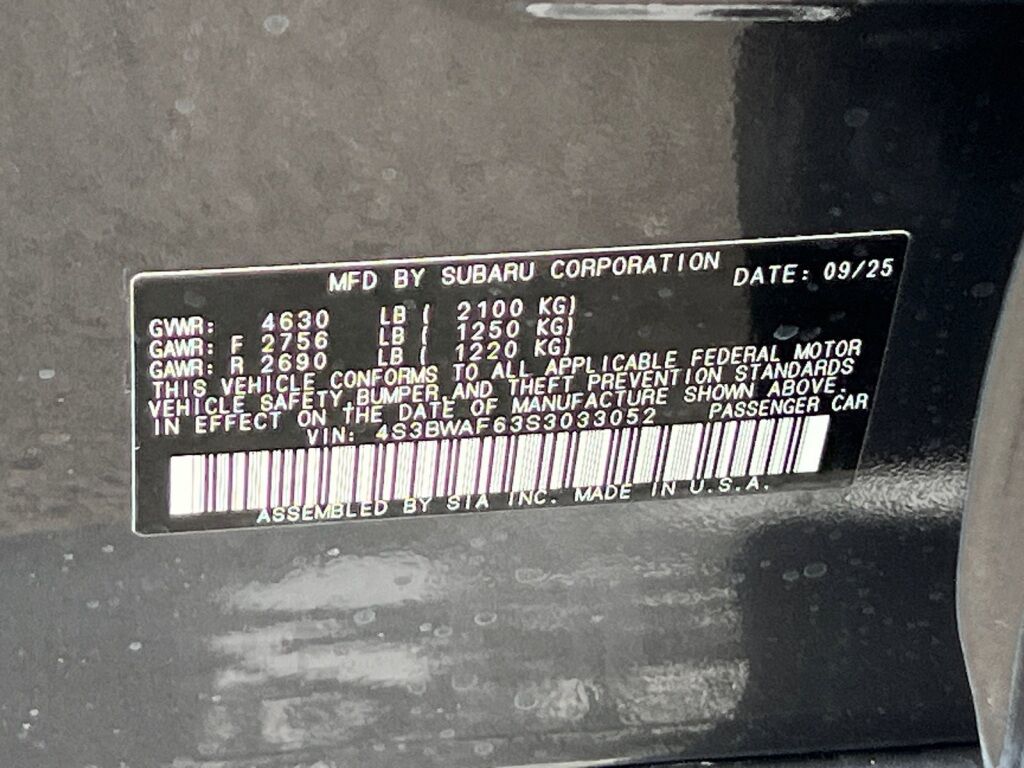 MFD BY SUBARU CORPORATION DATE: 09/25
GVWR: 4630 LB ( 2100 KG)
GAWR: F 2756 LB ( 1250 KG)
GAWR: R 2690 LB ( 1220 KG)
THIS VEHICLE CONFORMS TO ALL APPLICABLE FEDERAL MOTOR
VEHICLE SAFETY,BUMPER,AND THEFT PREVENTION STANDARDS
IN EFFECT ON THE DATE OF MANUFACTURE SHOWN ABOVE.
VIN: 4S3BWAF63S3033052 PASSENGER CAR
ASSEMBLED BY SIA INC. MADE IN U.S.A.